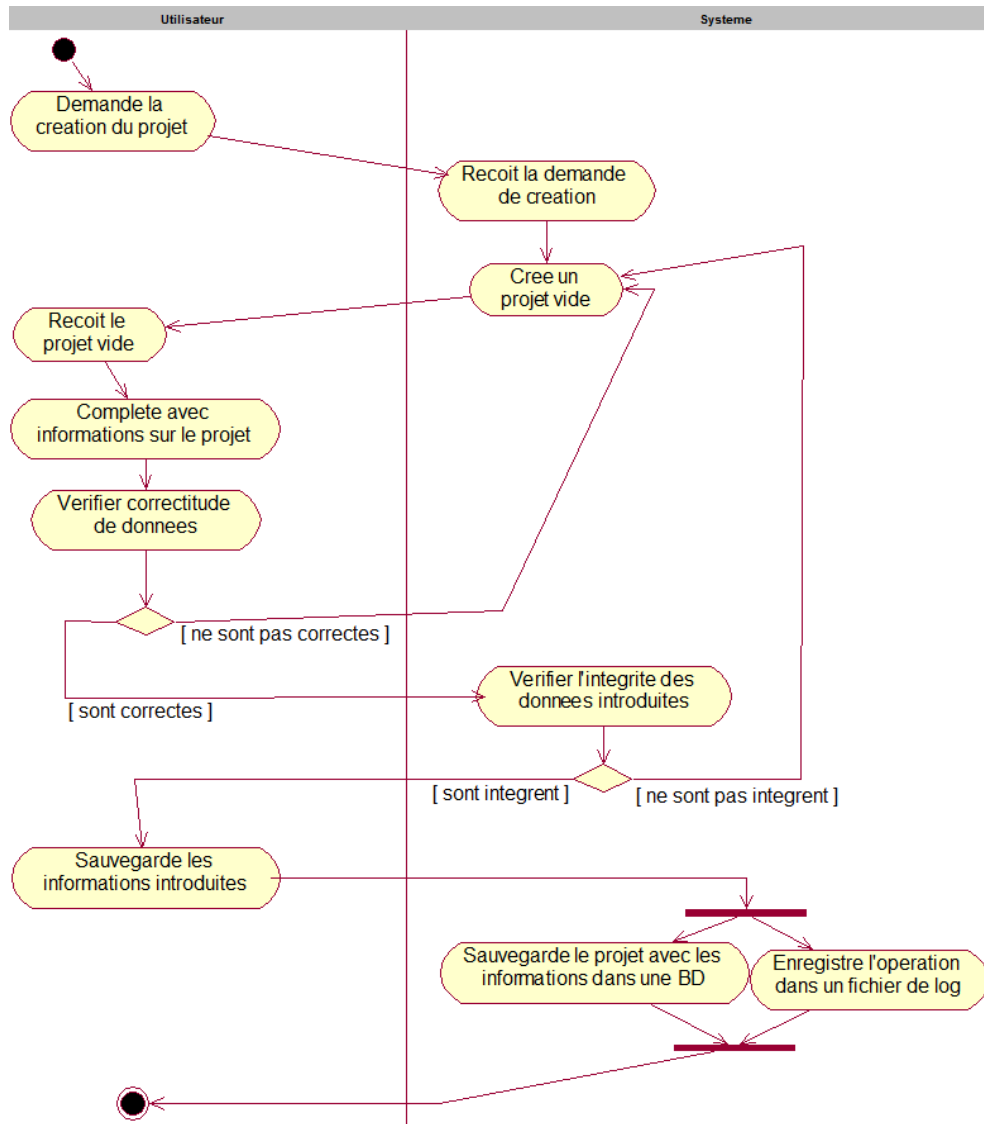 Utilisateur
Systeme
Demande la
creation du projet
Recoit la demande
de creation
Cree un
projet vide
Recoit le
projet vide
Complete avec
informations sur le projet
Verifier correctitude
de donnees
[ ne sont pas correctes ]
[ sont correctes ]
Verifier l'integrite des
donnees introduites
[ sont integrent ]
[ ne sont pas integrent ]
Sauvegarde les
informations introduites
Sauvegarde le projet avec les
informations dans une BD
Enregistre l'operation
dans un fichier de log